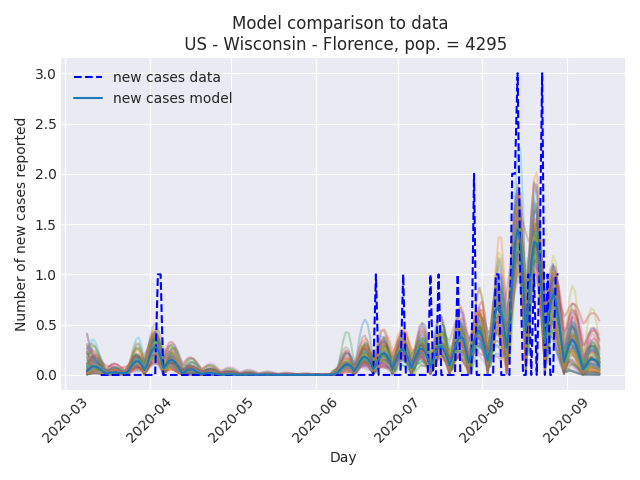 Model comparison to data
US - Wisconsin - Florence, pop. = 4295
new cases data
new cases model
Number of new cases reported
3.0
2.5
2.0
1.5
1.0
0.5
0.0
2020-03
2020-04
2020-05
2020-06
2020-07
2020-08
2020-09
Day